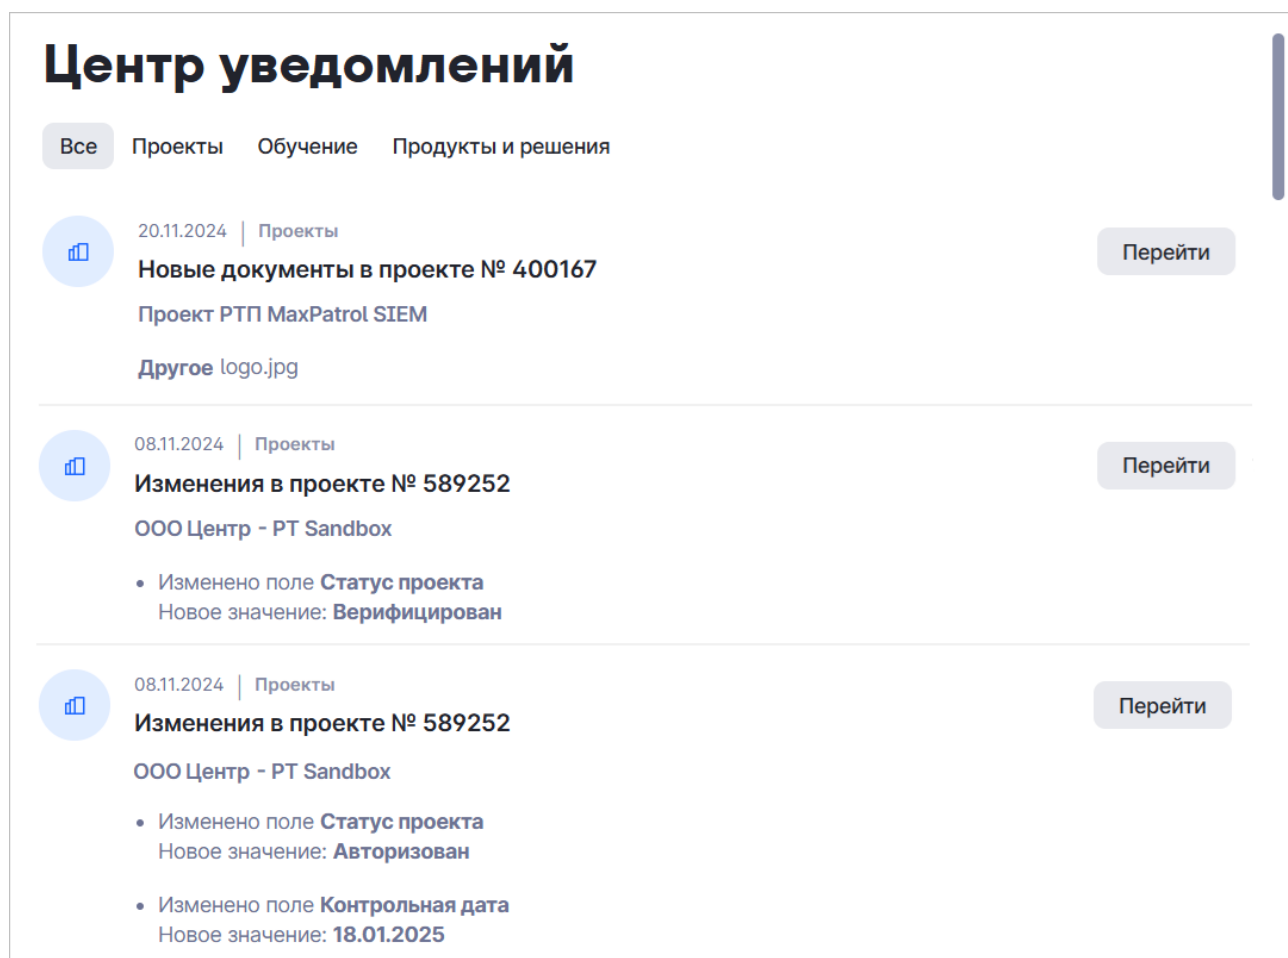 Центр уведомлений
Все Проекты Обучение Продукты и решения
20.11.2024 | Проекты
Новые документы в проекте № 400167
Перейти
Проект РТП MaxPatrol SIEM
Другое logo.jpg
08.11.2024 | Проекты
Изменения в проекте № 589252
Перейти
ООО Центр - PT Sandbox
• Изменено поле Статус проекта
Новое значение: Верифицирован
08.11.2024 | Проекты
Изменения в проекте № 589252
Перейти
ООО Центр - PT Sandbox
• Изменено поле Статус проекта
Новое значение: Авторизован
• Изменено поле Контрольная дата
Новое значение: 18.01.2025